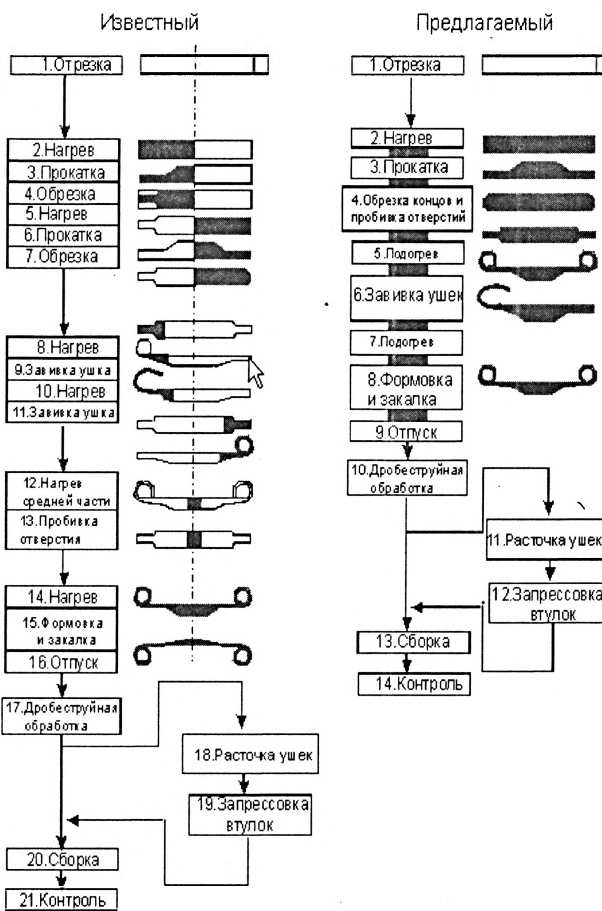 Известный
1.Отрезка
2.Нагрев
3.Прокатка
4.Обрезка
5.Нагрев
6.Прокатка
7.Обрезка
8.Нагрев
9.Завивка ушка
10.Нагрев
11.Завивка ушка
12.Нагрев
средней части
13.Пробивка
отверстия
14.Нагрев
15.Формовка
и закалка
16.Отпуск
17.Дробеструйная
обработка
18.Расточка ушек
19.Запрессовка
втулок
20.Сборка
21.Контроль
Предлагаемый
1.Отрезка
2.Нагрев
3.Прокатка
4.Обрезка концов и
пробивка отверстий
5.Подогрев
6.Завивка ушек
7.Подогрев
8.Формовка
и закалка
9.Отпуск
10.Дробеструйная
обработка
11.Расточка ушек
12.Запрессовка
втулок
13.Сборка
14.Контроль